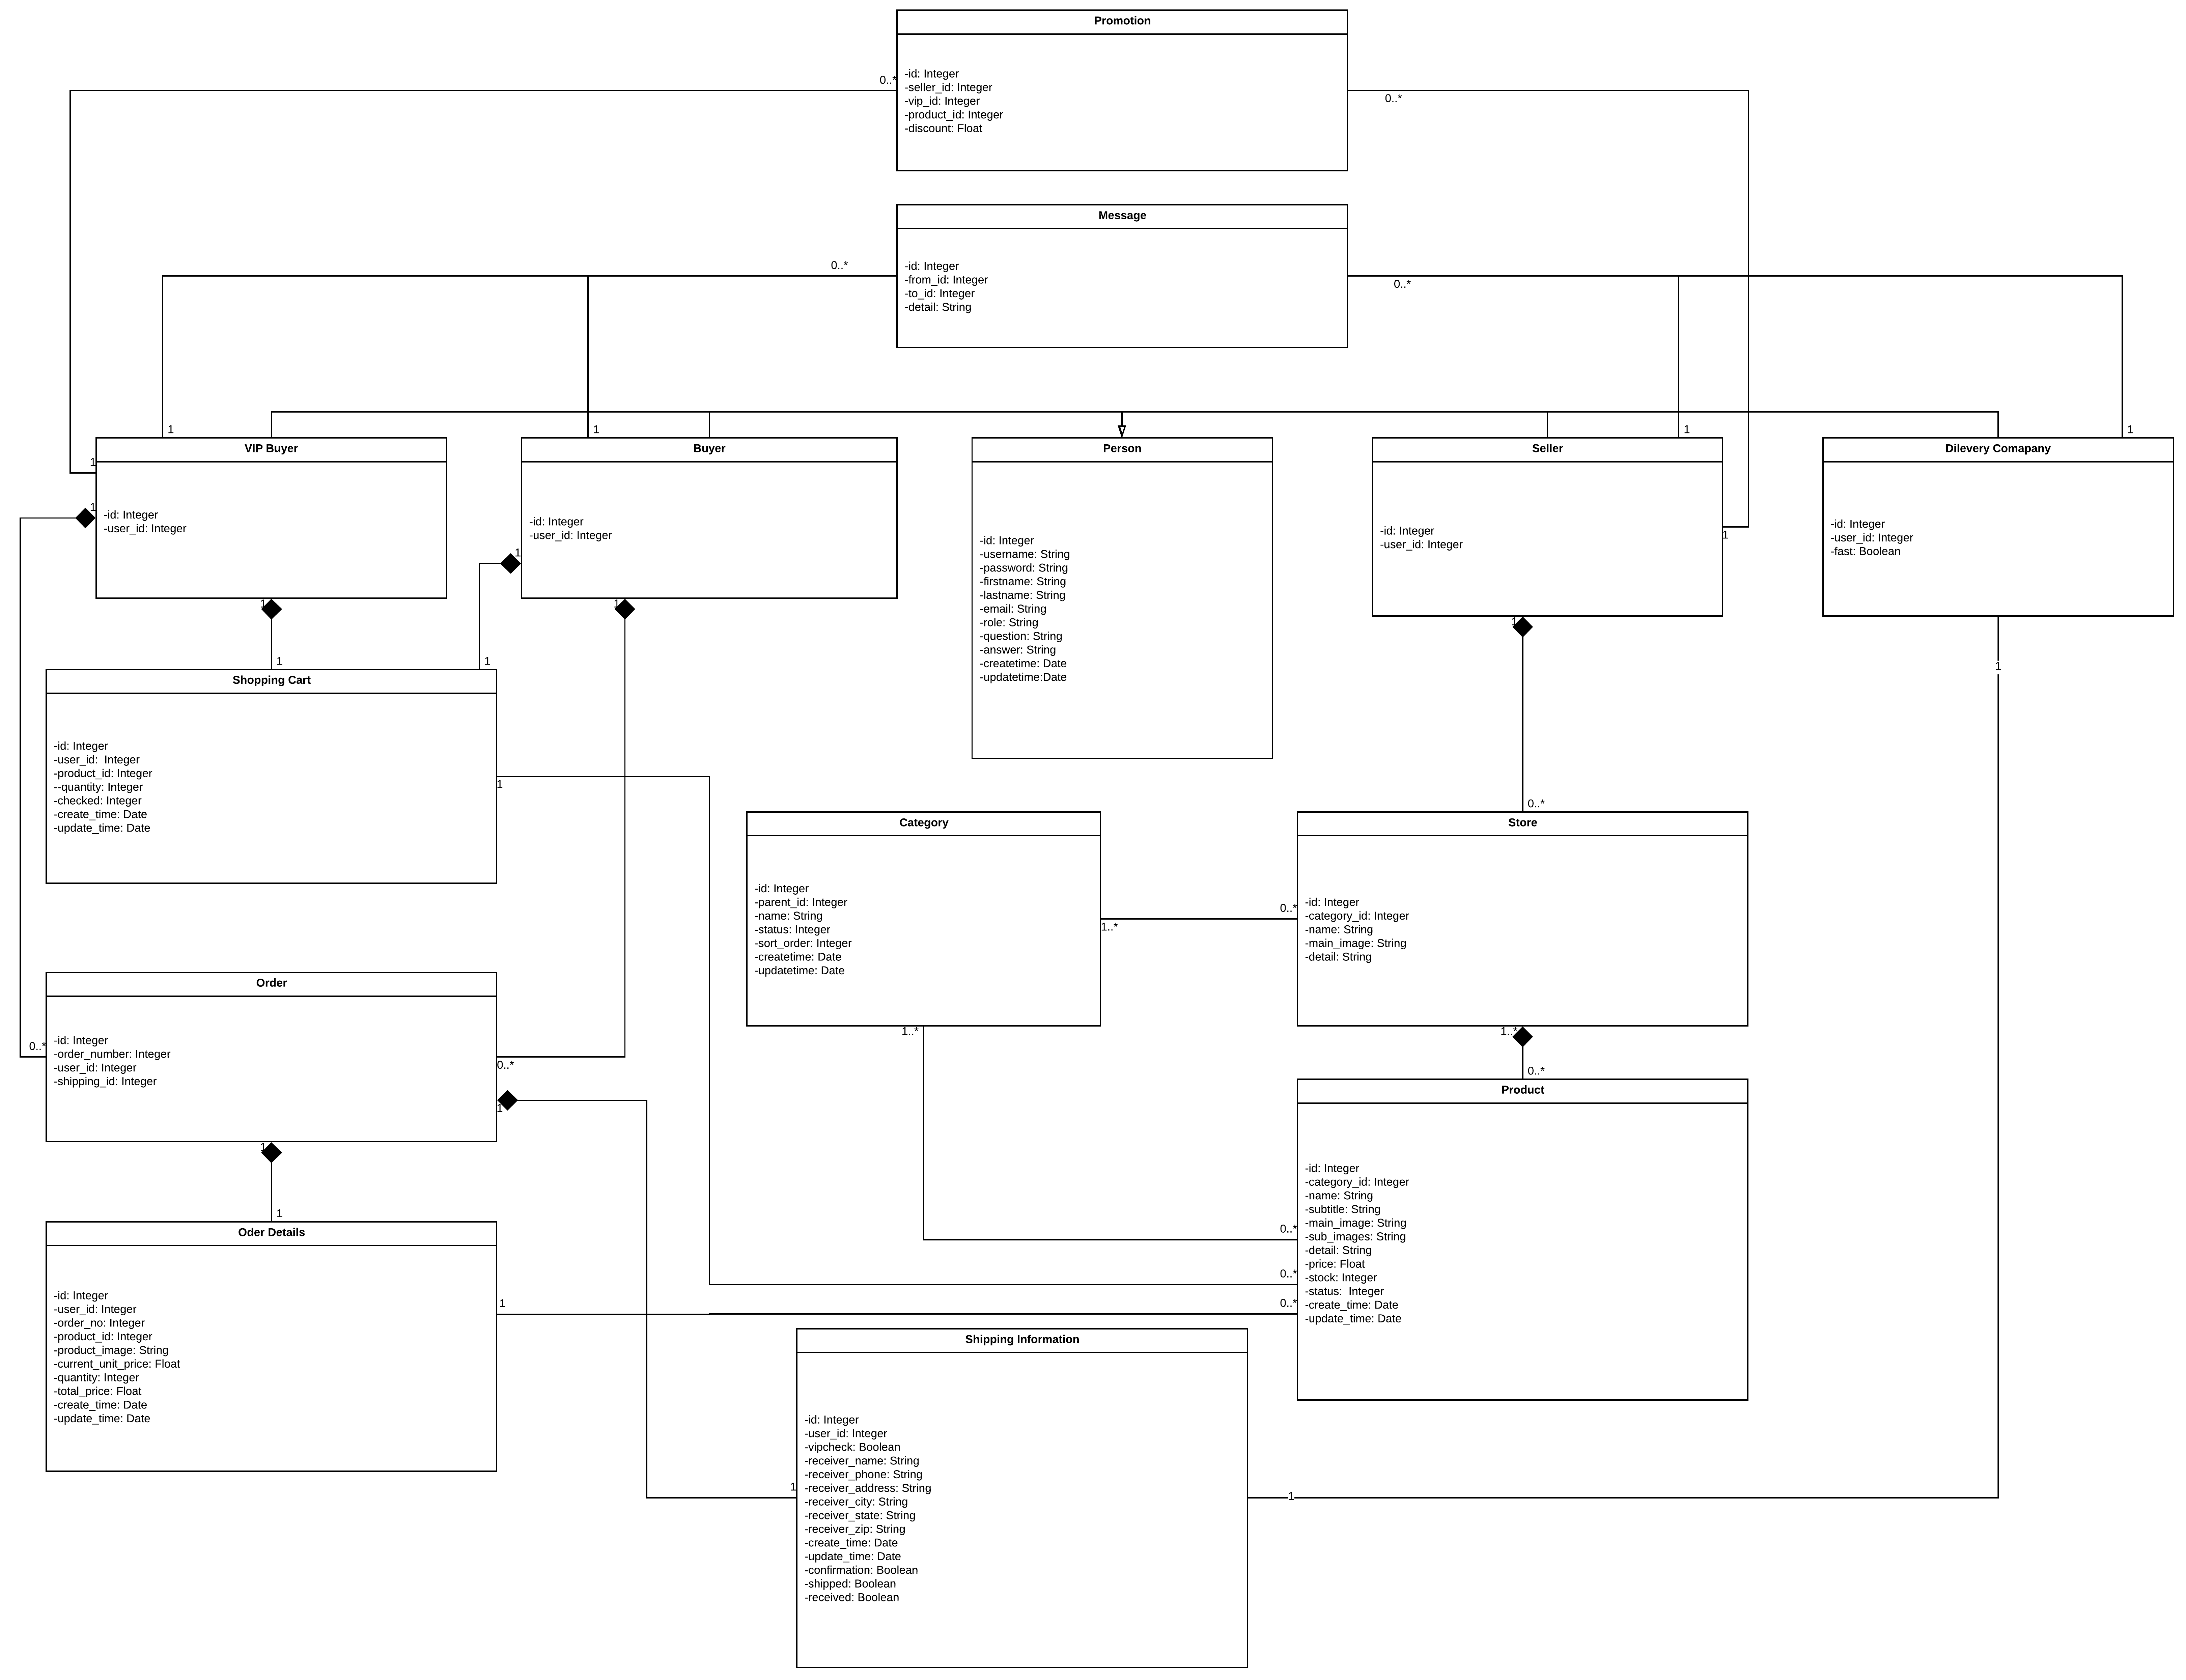 Promotion
-id: Integer
-seller_id: Integer
-vip_id: Integer
-product_id: Integer
-discount: Float
0..*
0..*
Message
-id: Integer
-from_id: Integer
-to_id: Integer
-detail: String
0..*
0..*
1
1
1
1
VIP Buyer
-id: Integer
-user_id: Integer
1
1
1
Buyer
-id: Integer
-user_id: Integer
1
1
Person
-id: Integer
-username: String
-password: String
-firstname: String
-lastname: String
-email: String
-role: String
-question: String
-answer: String
-createtime: Date
-updatetime:Date
Seller
-id: Integer
-user_id: Integer
1
1
Dilevery Comapany
-id: Integer
-user_id: Integer
-fast: Boolean
1
1
1
Shopping Cart
-id: Integer
-user_id:  Integer
-product_id: Integer
--quantity: Integer
-checked: Integer
-create_time: Date
-update_time: Date
1
Category
-id: Integer
-parent_id: Integer
-name: String
-status: Integer
-sort_order: Integer
-createtime: Date
-updatetime: Date
1..*
1..*
0..*
Store
-id: Integer
-category_id: Integer
-name: String
-main_image: String
-detail: String
0..*
1..*
Order
-id: Integer
-order_number: Integer
-user_id: Integer
-shipping_id: Integer
0..*
0..*
1
1
0..*
Product
-id: Integer
-category_id: Integer
-name: String
-subtitle: String
-main_image: String
-sub_images: String
-detail: String
-price: Float
-stock: Integer
-status:  Integer
-create_time: Date
-update_time: Date
0..*
0..*
0..*
1
Oder Details
-id: Integer
-user_id: Integer
-order_no: Integer
-product_id: Integer
-product_image: String
-current_unit_price: Float
-quantity: Integer
-total_price: Float
-create_time: Date
-update_time: Date
1
Shipping Information
-id: Integer
-user_id: Integer
-vipcheck: Boolean
-receiver_name: String
-receiver_phone: String
-receiver_address: String
-receiver_city: String
-receiver_state: String
-receiver_zip: String
-create_time: Date
-update_time: Date
-confirmation: Boolean
-shipped: Boolean
-received: Boolean
1
1